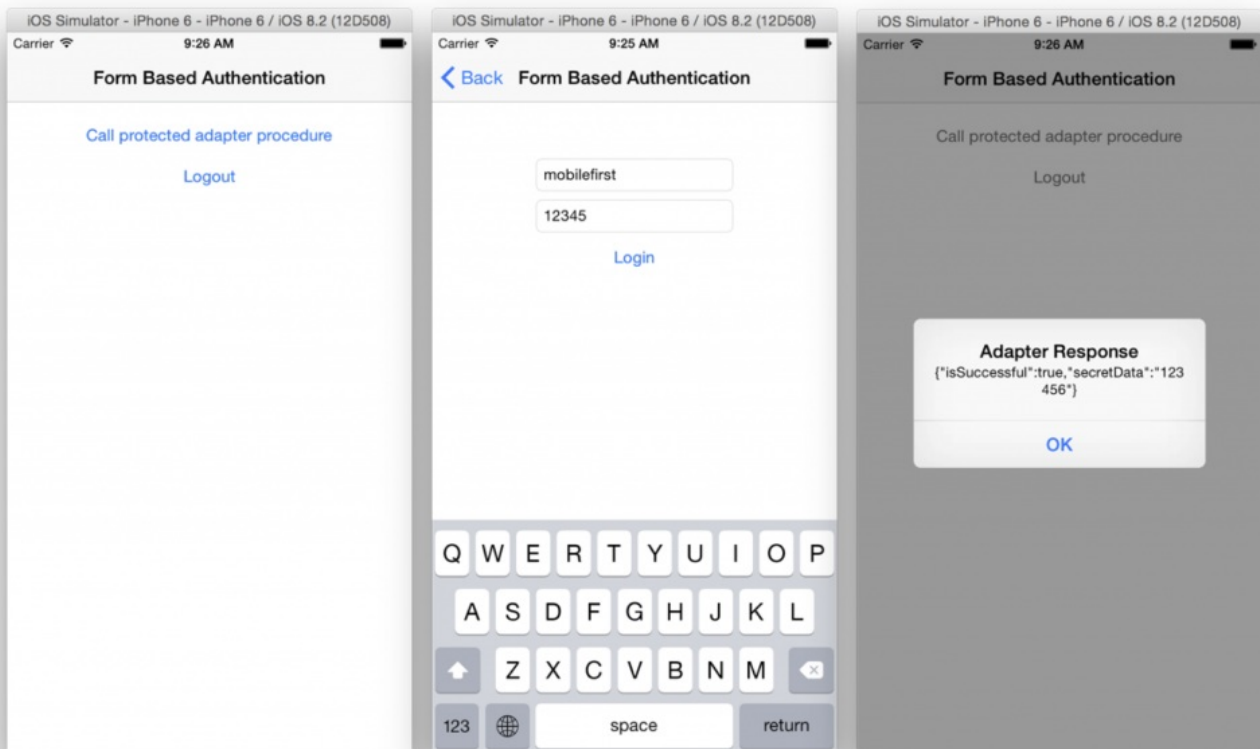 iOS Simulator - iPhone 6 - iPhone 6 / iOS 8.2 (12D508)
Carrier 9:26 AM
Form Based Authentication
Call protected adapter procedure
Logout
iOS Simulator - iPhone 6 - iPhone 6 / iOS 8.2 (12D508)
Carrier 9:25 AM
Back Form Based Authentication
mobilefirst
12345
Login
Q W E R T Y U I O P
A S D F G H J K L
Z X C V B N M
123 space return
iOS Simulator - iPhone 6 - iPhone 6 / iOS 8.2 (12D508)
Carrier 9:26 AM
Form Based Authentication
Call protected adapter procedure
Logout
Adapter Response
{"isSuccessful":true,"secretData":"123
456"}
OK